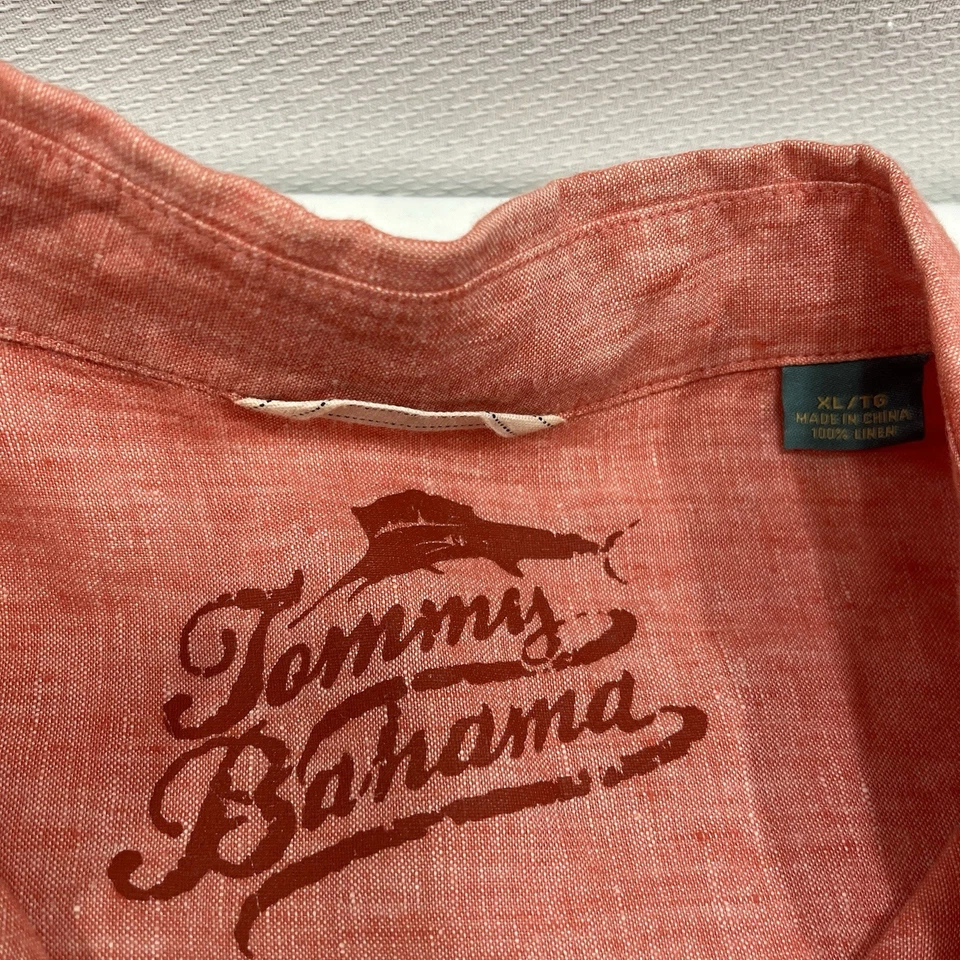 XL/TG
MADE IN CHINA
100% LINEN
Tommy
Bahama